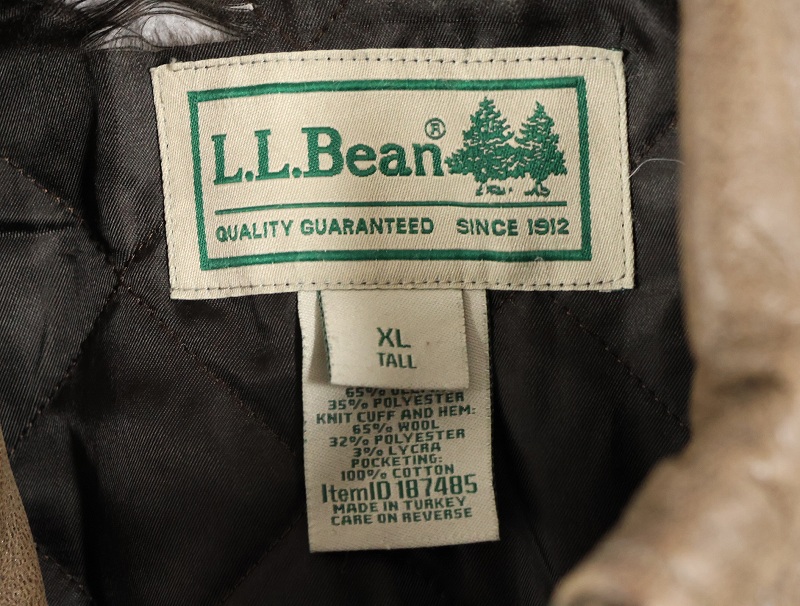 L.L.Bean®
QUALITY GUARANTEED SINCE 1912
XL
TALL
65%
35% POLYESTER
KNIT CUFF AND HEM:
65% WOOL
32% POLYESTER
3% LYCRA
POCKETING:
100% COTTON
ItemID 187485
MADE IN TURKEY
CARE ON REVERSE